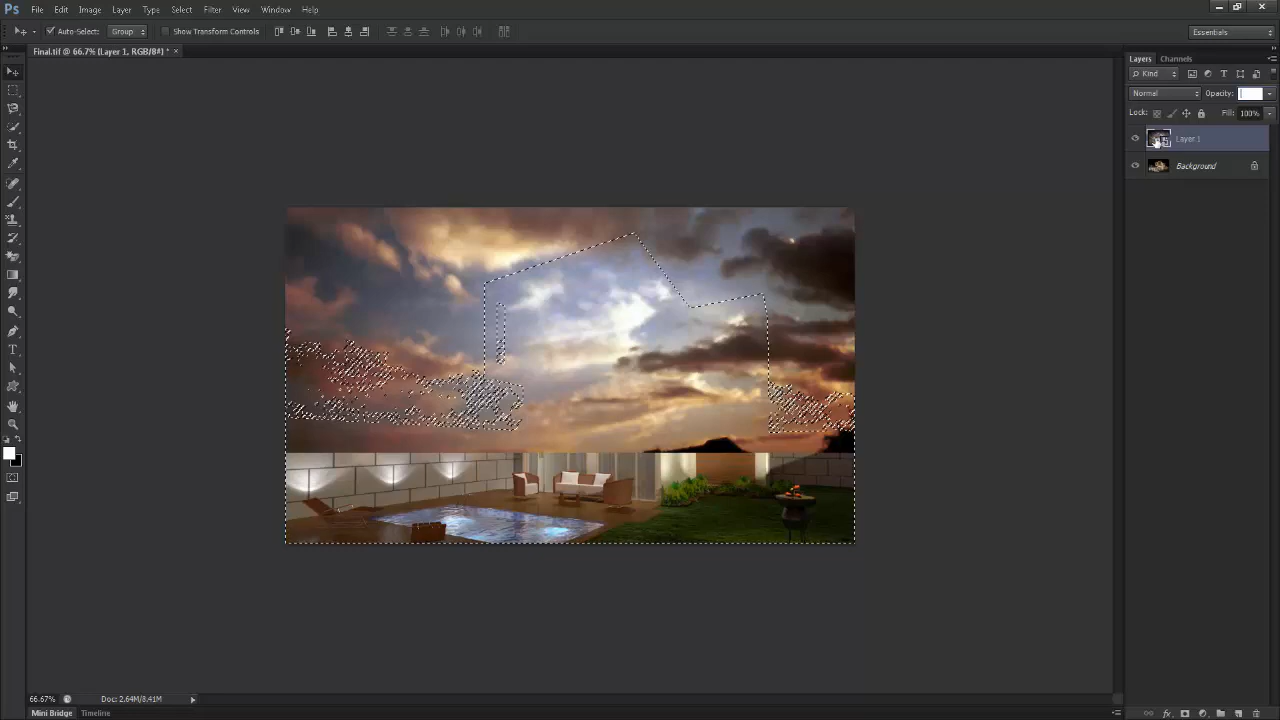 Ps File Edit Image Layer Type Select Filter View Window Help
Auto-Select: Group Show Transform Controls Essentials
Final.tif @ 66.7% (Layer 1, RGB/8#) * ×
Layers Channels
Kind
Normal Opacity:
Lock: Fill: 100%
Layer 1
Background
66.67% Doc: 2.64M/8.41M
Mini Bridge Timeline